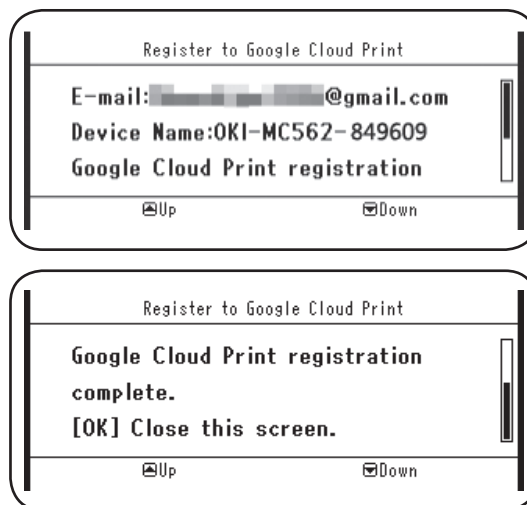 Register to Google Cloud Print
E-mail: @gmail.com
Device Name:OKI-MC562-849609
Google Cloud Print registration
Up Down
Register to Google Cloud Print
Google Cloud Print registration
complete.
[OK] Close this screen.
Up Down